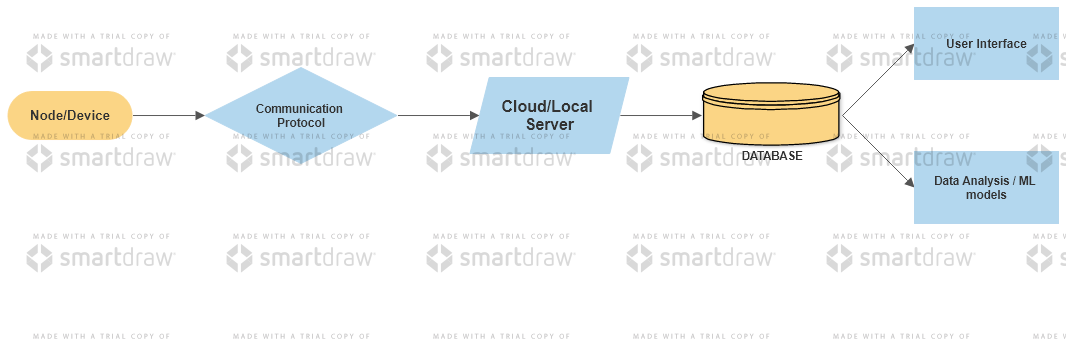 MADE WITH A TRIAL COPY OF MADE WITH A TRIAL COPY OF MADE WITH A TRIAL COPY OF MADE WITH A TRIAL COPY OF MADE WITH A TRIAL COPY OF MADE W
smartdraw smartdraw smartdraw smartdraw smartdraw
User Interface
Node/Device
Communication
Protocol
Cloud/Local
Server
DATABASE
MADE WITH A TRIAL COPY OF MADE WITH A TRIAL COPY OF MADE WITH A TRIAL COPY OF MADE WITH A TRIAL COPY OF MADE WITH A TRIAL COPY OF MADE W
smartdraw smartdraw smartdraw smartdraw smartdraw
Data Analysis / ML
models
MADE WITH A TRIAL COPY OF MADE WITH A TRIAL COPY OF MADE WITH A TRIAL COPY OF MADE WITH A TRIAL COPY OF MADE WITH A TRIAL COPY OF MADE W
smartdraw smartdraw smartdraw smartdraw smartdraw
MADE WITH A TRIAL COPY OF MADE WITH A TRIAL COPY OF MADE WITH A TRIAL COPY OF MADE WITH A TRIAL COPY OF MADE WITH A TRIAL COPY OF MADE W